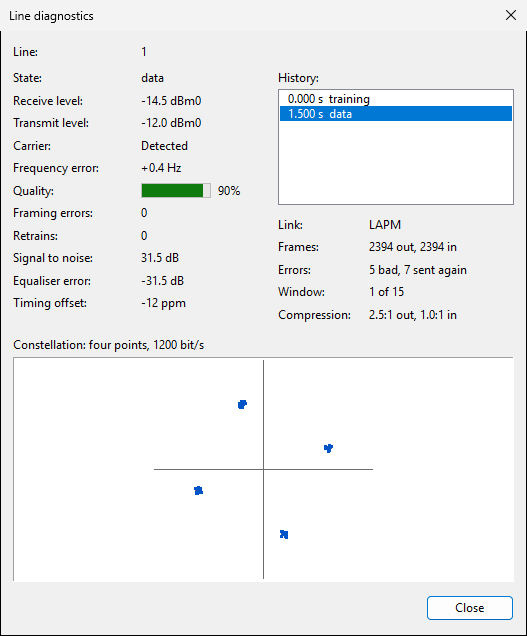 Line diagnostics
Line: 1
State: data
Receive level: -14.5 dBm0
Transmit level: -12.0 dBm0
Carrier: Detected
Frequency error: +0.4 Hz
Quality: 90%
Framing errors: 0
Retrains: 0
Signal to noise: 31.5 dB
Equaliser error: -31.5 dB
Timing offset: -12 ppm
History:
0.000 s training
1.500 s data
Link: LAPM
Frames: 2394 out, 2394 in
Errors: 5 bad, 7 sent again
Window: 1 of 15
Compression: 2.5:1 out, 1.0:1 in
Constellation: four points, 1200 bit/s
Close